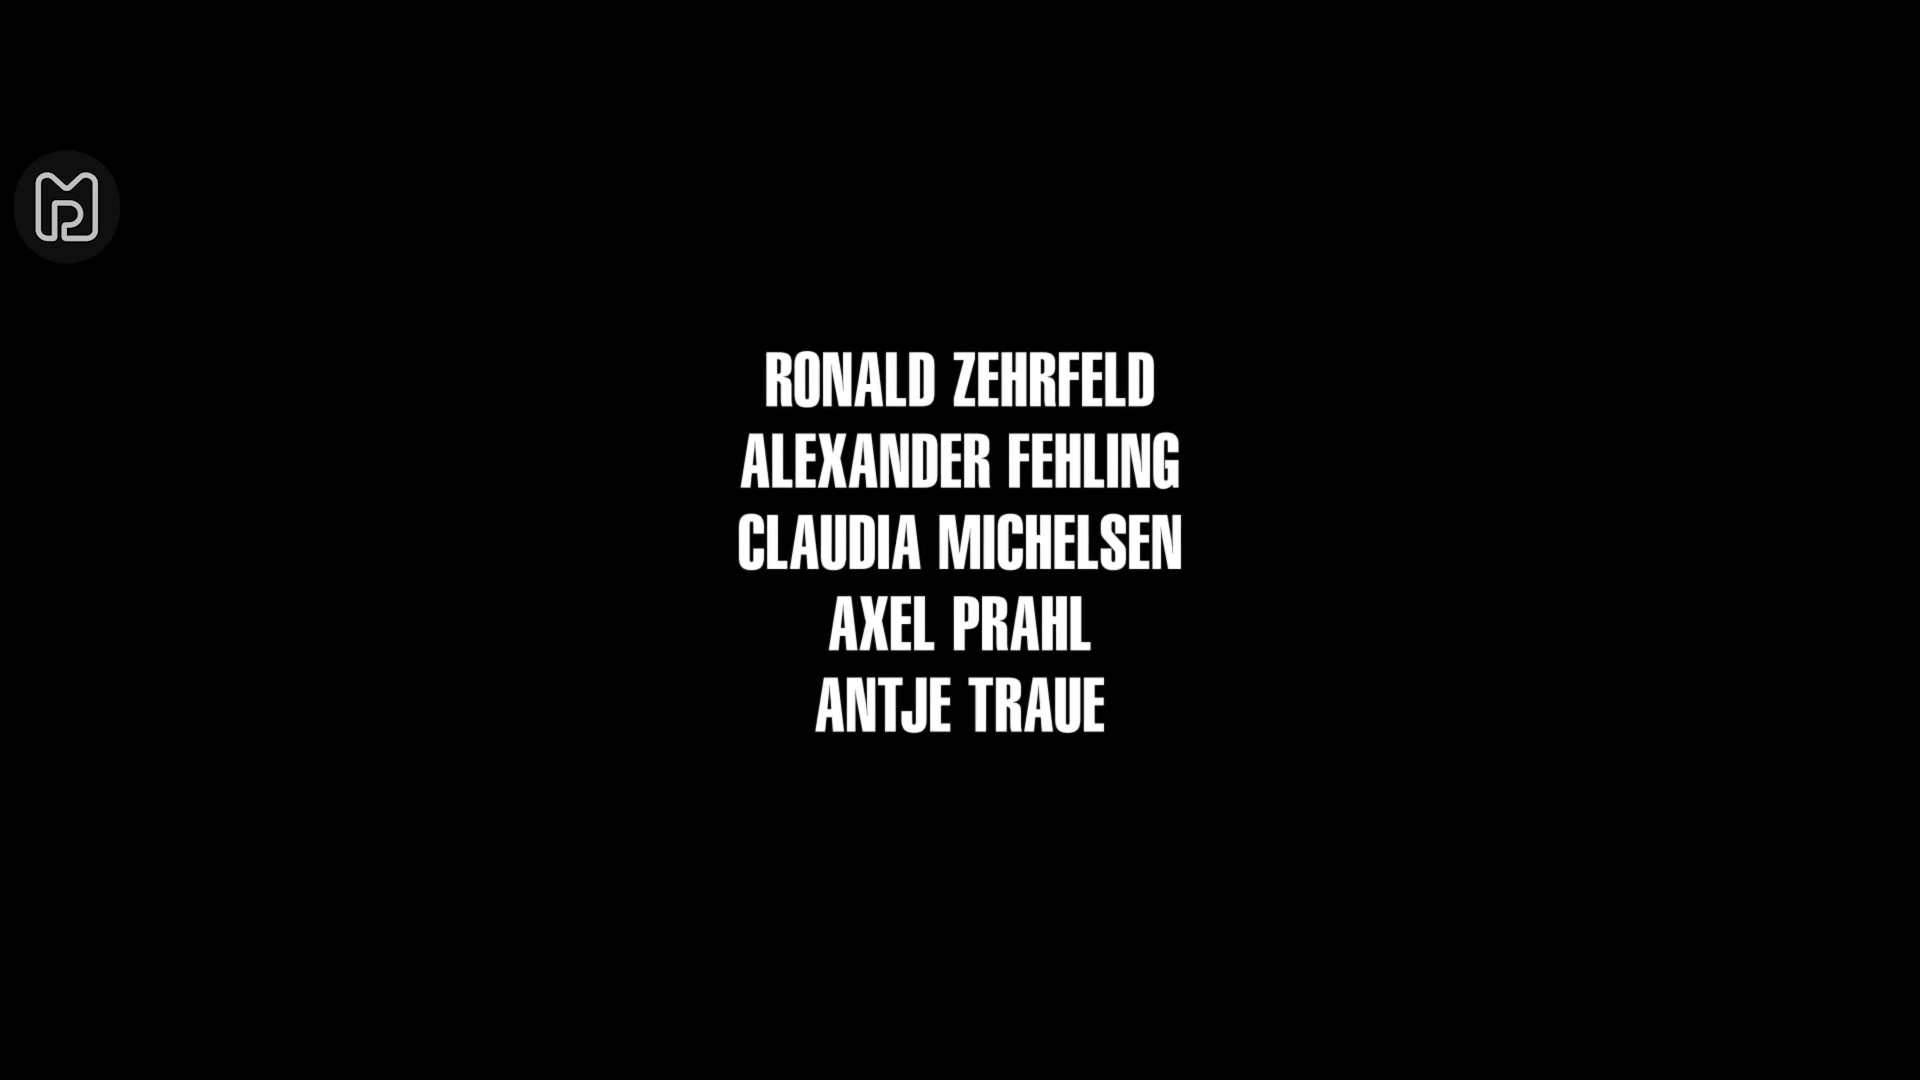 RONALD ZEHRFELD
ALEXANDER FEHLING
CLAUDIA MICHELSEN
AXEL PRAHL
ANTJE TRAUE